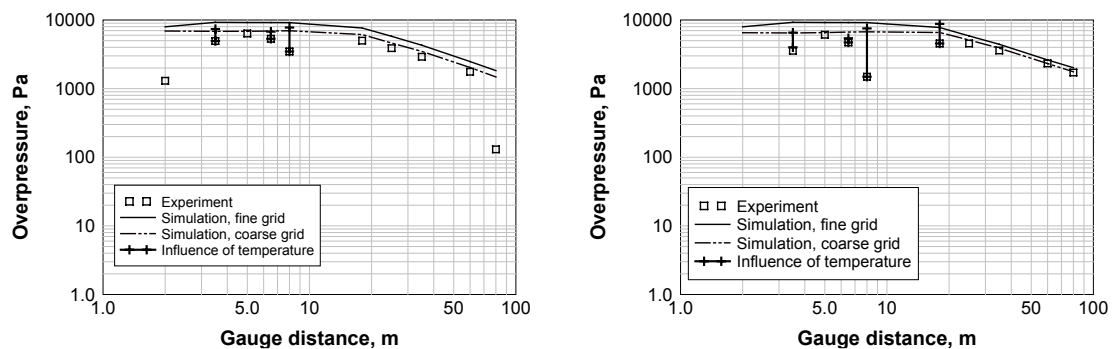 10000
1000
100
10
1.0
Overpressure, Pa
Experiment
Simulation, fine grid
Simulation, coarse grid
Influence of temperature
1.0 5.0 10 50 100
Gauge distance, m
10000
1000
100
10
1.0
Overpressure, Pa
Experiment
Simulation, fine grid
Simulation, coarse grid
Influence of temperature
1.0 5.0 10 50 100
Gauge distance, m